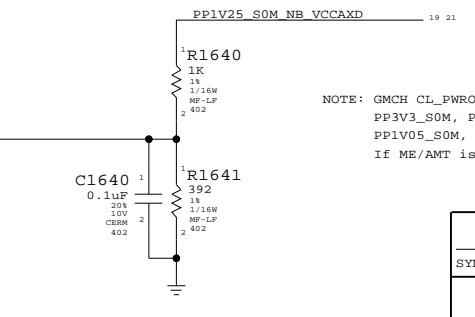 PP1V25_S0M_NB_VCCAXD
19 21
1
R1640
1K
1%
1/16W
MF-LF
402
2
NOTE: GMCH CL_PWRO
PP3V3_S0M, P
PP1V05_S0M,
If ME/AMT is
C1640
0.1uF
20%
10V
CERM
402
1
2
1
R1641
392
1%
1/16W
MF-LF
402
2
SYN